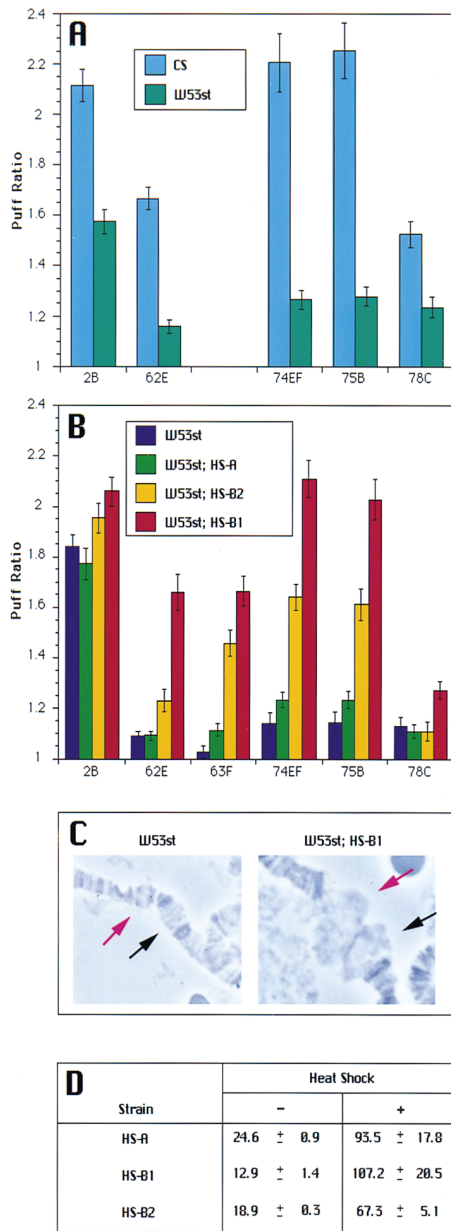 A
CS
W53st
Puff Ratio
2.4
2.2
2
1.8
1.6
1.4
1.2
1
2B 62E 74EF 75B 78C
B
W53st
W53st; HS-A
W53st; HS-B2
W53st; HS-B1
Puff Ratio
2.4
2.2
2
1.8
1.6
1.4
1.2
1
2B 62E 63F 74EF 75B 78C
C
W53st W53st; HS-B1
D
Heat Shock
Strain - +
HS-A 24.6 ± 0.9 93.5 ± 17.8
HS-B1 12.9 ± 1.4 107.2 ± 20.5
HS-B2 18.9 ± 0.3 67.3 ± 5.1